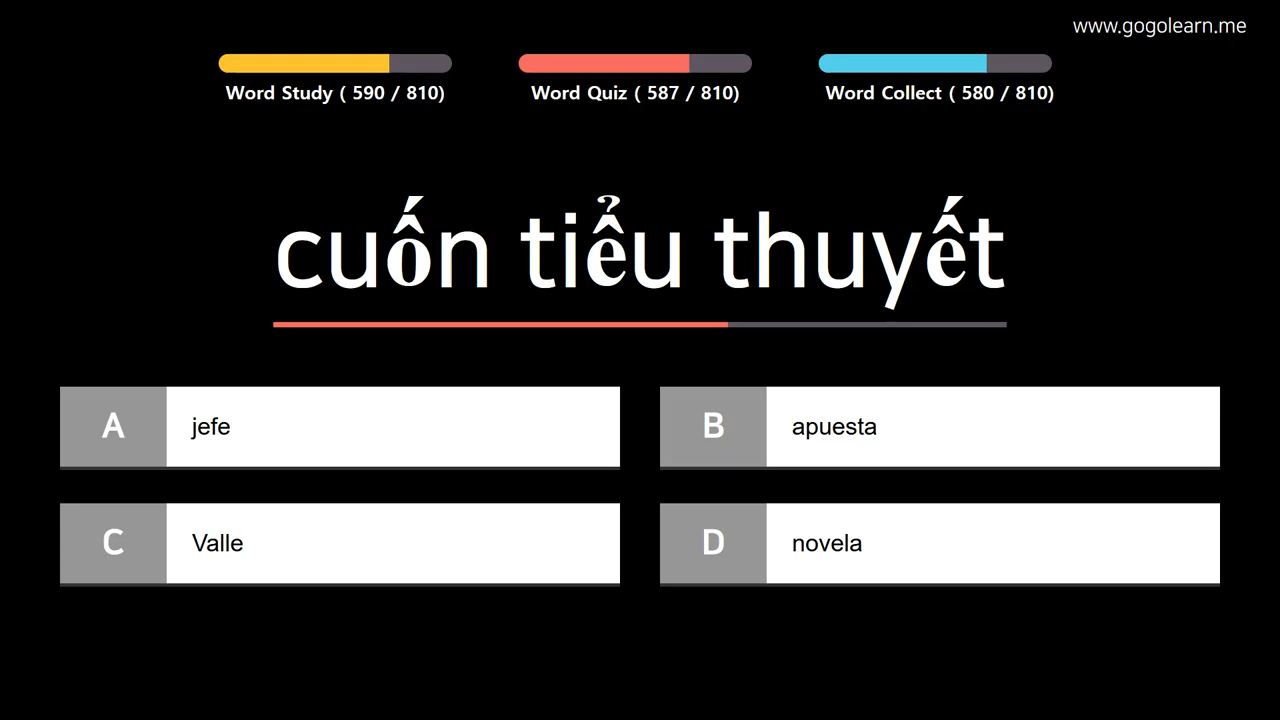 www.gogolearn.me
Word Study ( 590 / 810)
Word Quiz ( 587 / 810)
Word Collect ( 580 / 810)
cuốn tiểu thuyết
A jefe
B apuesta
C Valle
D novela